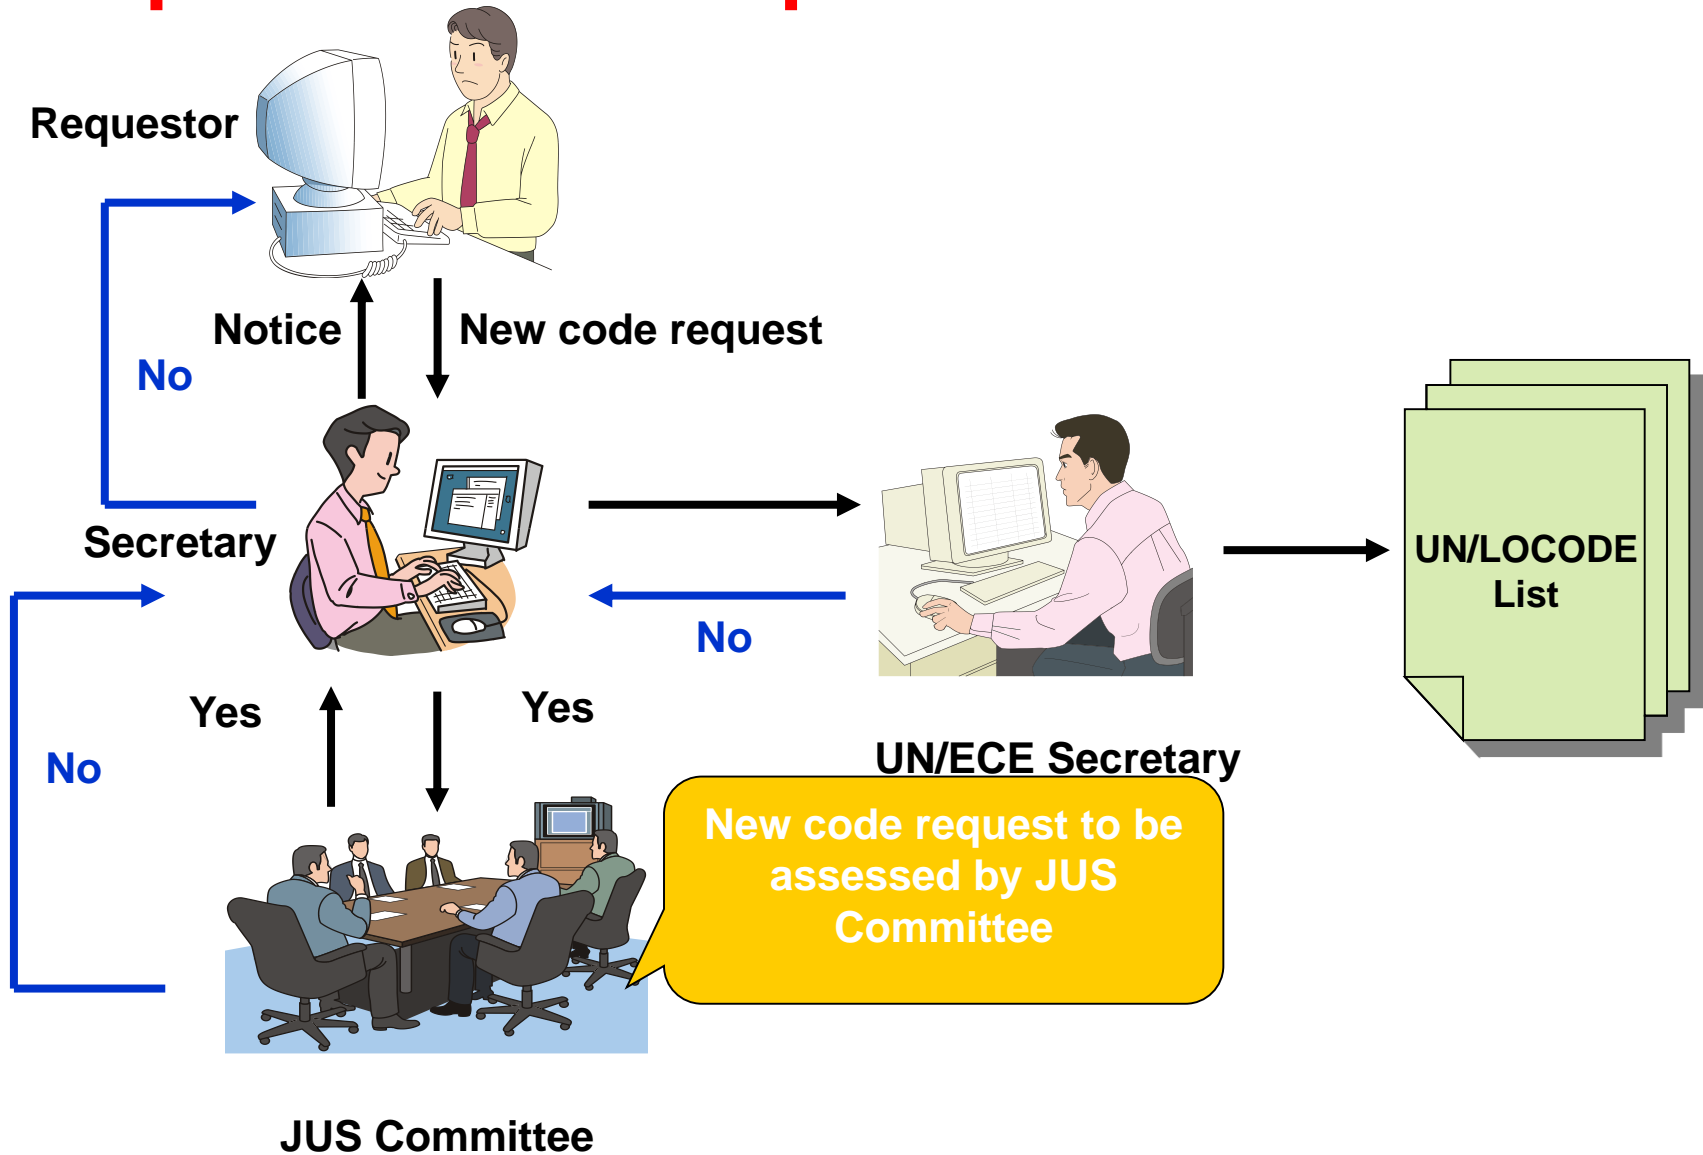 Requestor
Notice
New code request
No
Secretary
No
UN/LOCODE
List
Yes
Yes
No
UN/ECE Secretary
New code request to be
assessed by JUS
Committee
JUS Committee